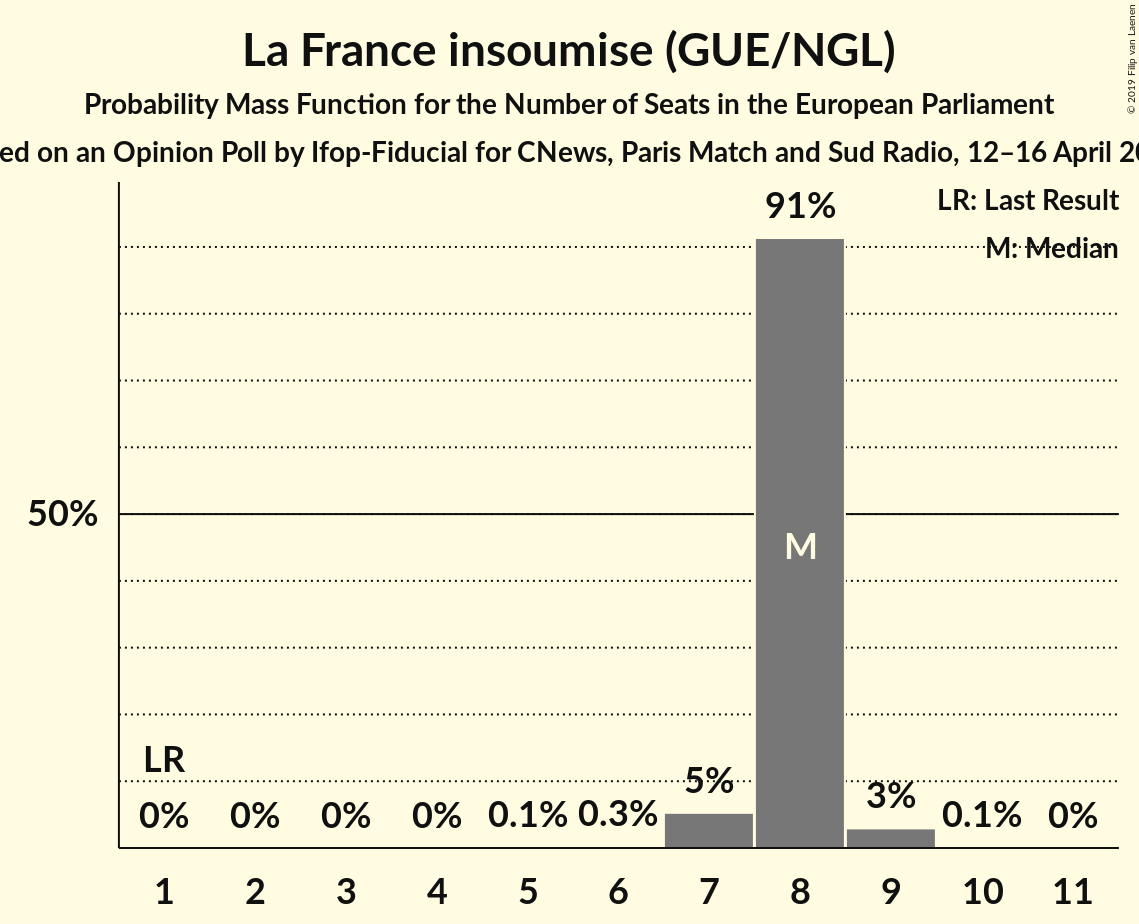 La France insoumise (GUE/NGL)
Probability Mass Function for the Number of Seats in the European Parliament
on an Opinion Poll by Ifop-Fiducial for CNews, Paris Match and Sud Radio, 12–16 April
© 2019 Filip van Laenen
LR: Last Result
M: Median
91%
50%
M
LR
0% 0% 0% 0% 0.1% 0.3% 5% 3% 0.1% 0%
1 2 3 4 5 6 7 8 9 10 11